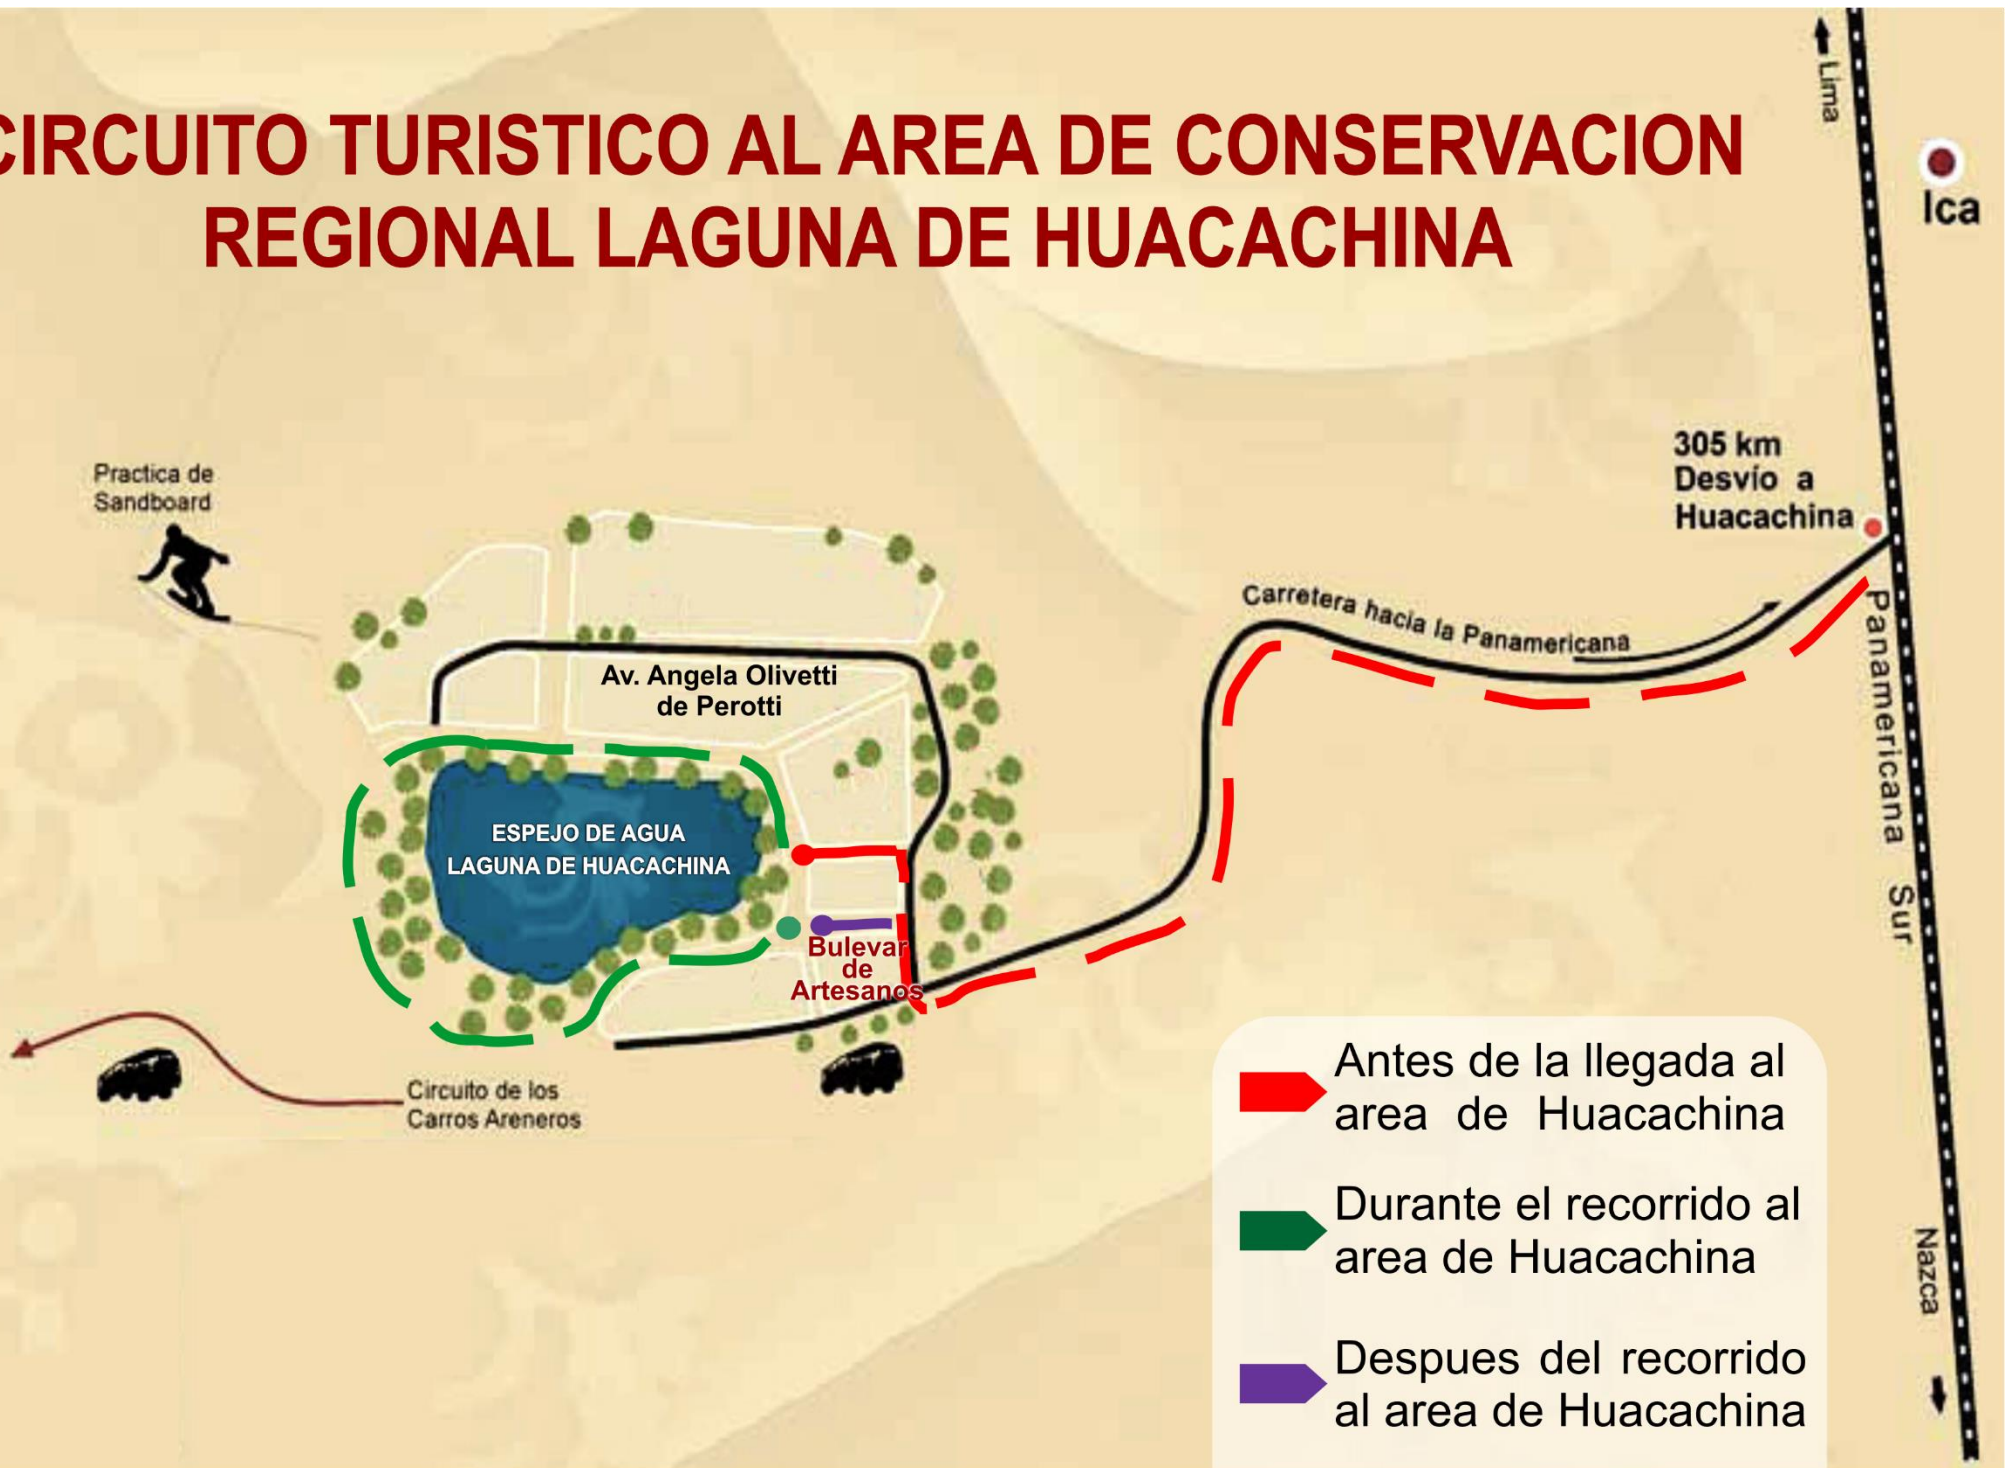 CIRCUITO TURISTICO AL AREA DE CONSERVACION
REGIONAL LAGUNA DE HUACACHINA
Lima
Ica
305 km
Desvío a
Huacachina
Practica de
Sandboard
Carretera hacia la Panamericana
Panamericana Sur
Av. Angela Olivetti
de Perotti
ESPEJO DE AGUA
LAGUNA DE HUACACHINA
Bulevar
de
Artesanos
Circuito de los
Carros Areneros
Antes de la llegada al
area de Huacachina
Durante el recorrido al
area de Huacachina
Despues del recorrido
al area de Huacachina
Nazca